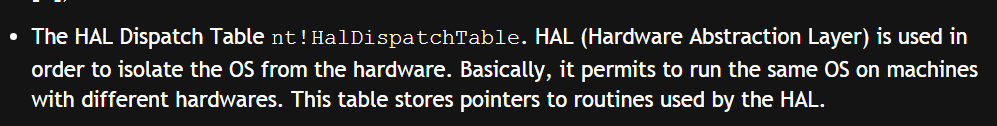 • The HAL Dispatch Table nt!HalDispatchTable. HAL (Hardware Abstraction Layer) is used in
order to isolate the OS from the hardware. Basically, it permits to run the same OS on machines
with different hardwares. This table stores pointers to routines used by the HAL.